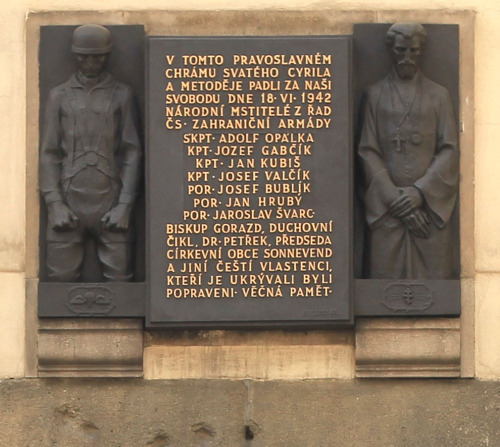 V TOMTO PRAVOSLAVNÉM
CHRÁMU SVATÉHO CYRILA
A METODĚJE PADLI ZA NAŠI
SVOBODU DNE 18·VI·1942
NÁRODNÍ MSTITELÉ Z ŘAD
ČS· ZAHRANIČNÍ ARMÁDY
SKPT· ADOLF OPÁLKA
KPT· JOZEF GABČÍK
KPT· JAN KUBIŠ
KPT· JOSEF VALČÍK
POR· JOSEF BUBLÍK
POR· JAN HRUBÝ
POR· JAROSLAV ŠVARC·
BISKUP GORAZD, DUCHOVNÍ
ČIKL, DR· PETŘEK, PŘEDSEDA
CÍRKEVNÍ OBCE SONNEVEND
A JINÍ ČEŠTÍ VLASTENCI,
KTEŘÍ JE UKRÝVALI BYLI
POPRAVENI· VĚČNÁ PAMĚT·